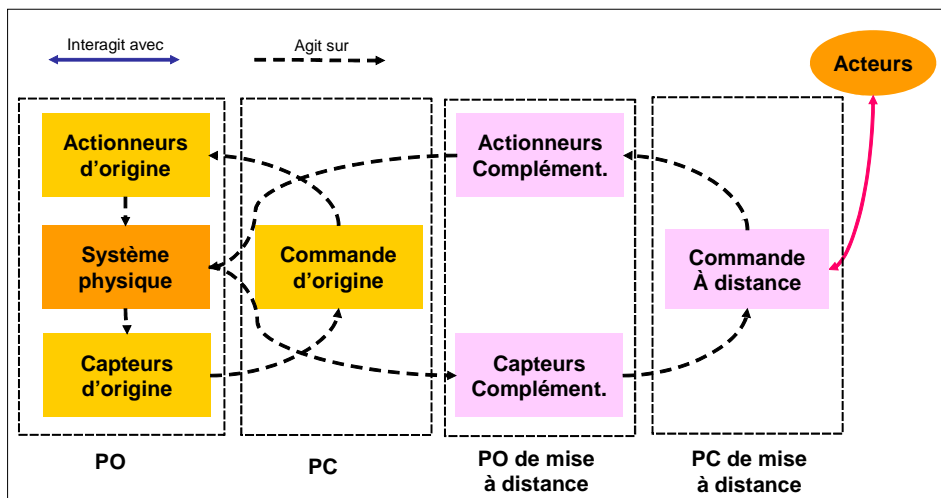 Interagit avec
Agit sur
Acteurs
Actionneurs
d'origine
Actionneurs
Complément.
Système
physique
Commande
d'origine
Commande
À distance
Capteurs
d'origine
Capteurs
Complément.
PO
PC
PO de mise
à distance
PC de mise
à distance